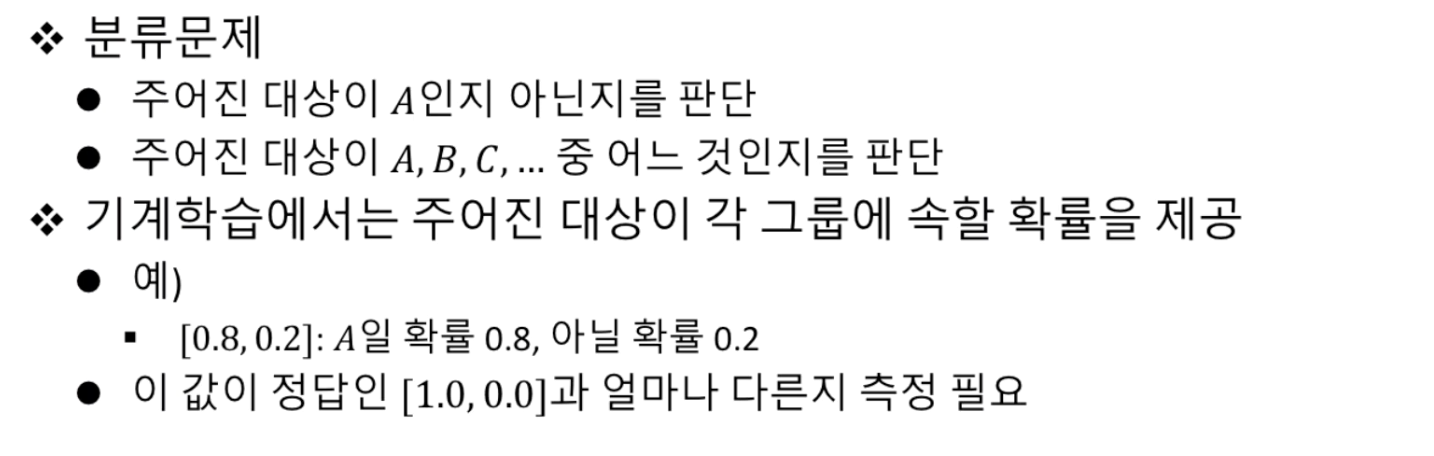 ❖ 분류문제
● 주어진 대상이 A인지 아닌지를 판단
● 주어진 대상이 A, B, C, … 중 어느 것인지를 판단
❖ 기계학습에서는 주어진 대상이 각 그룹에 속할 확률을 제공
● 예)
▪ [0.8, 0.2]: A일 확률 0.8, 아닐 확률 0.2
● 이 값이 정답인 [1.0, 0.0]과 얼마나 다른지 측정 필요